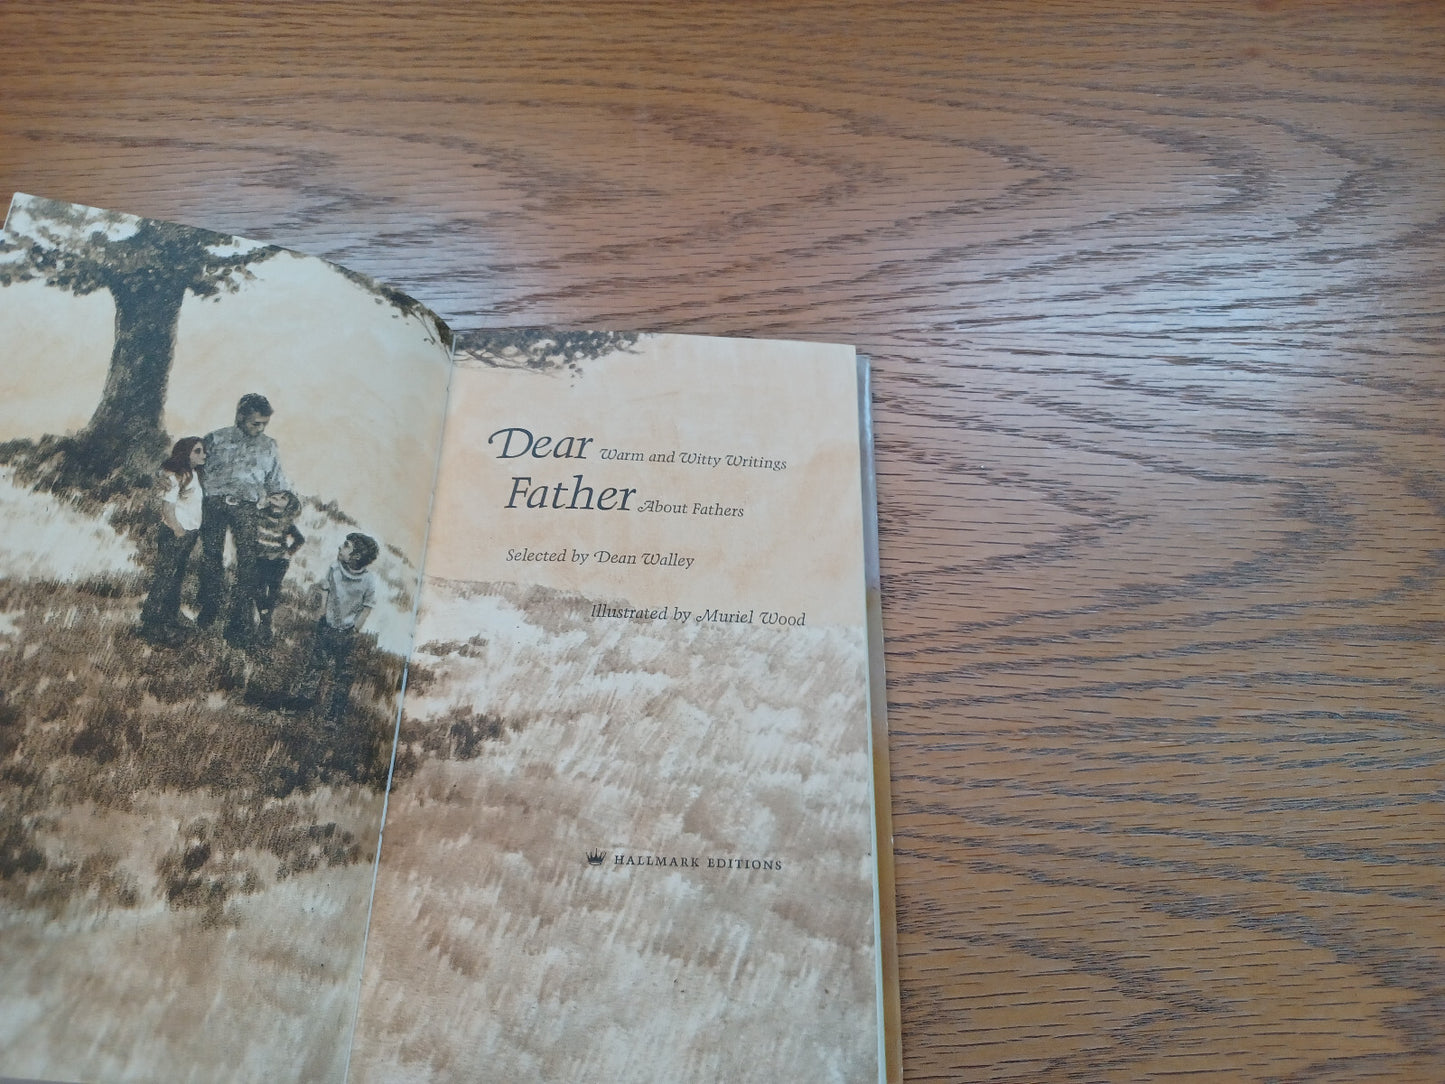 Dear Warm and Witty Writings
Father About Fathers
Selected by Dean Walley
Illustrated by Muriel Wood
HALLMARK EDITIONS